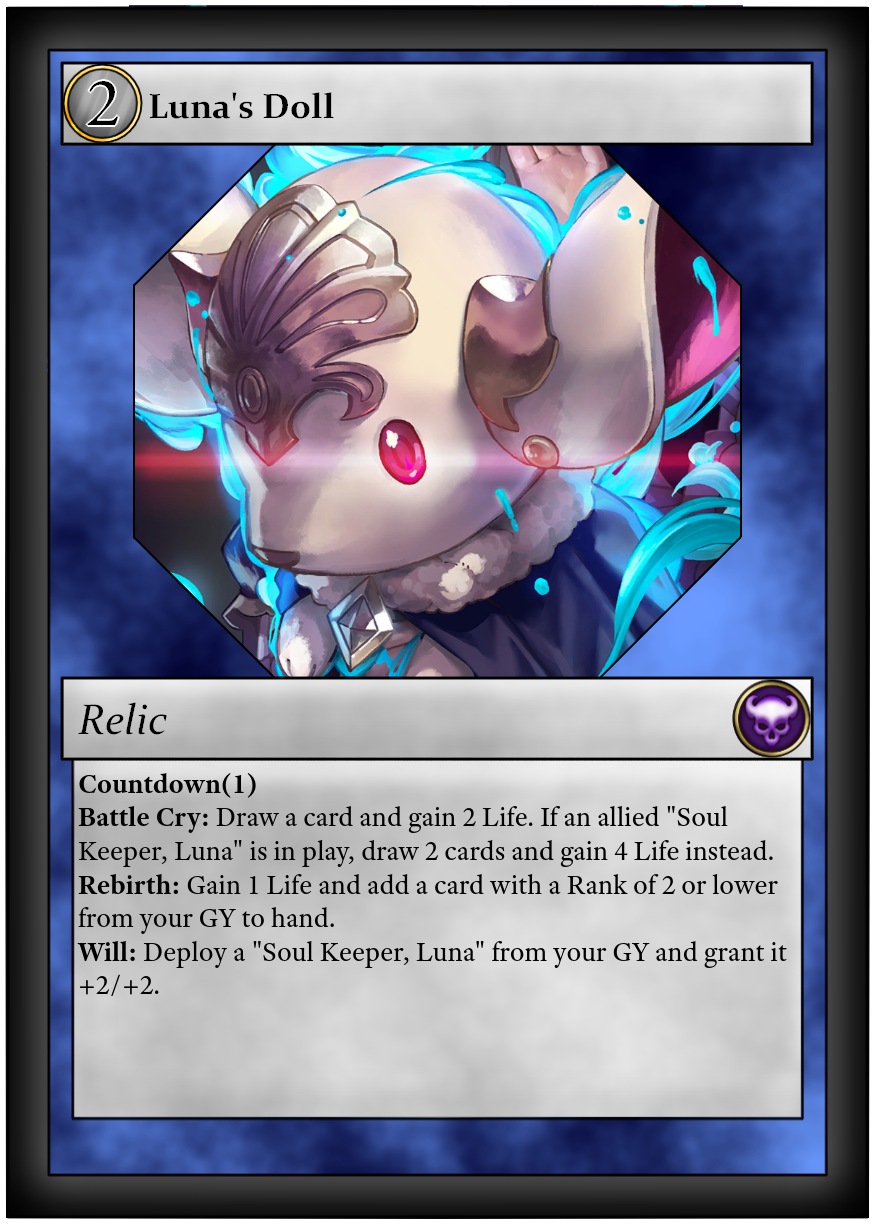 2 Luna's Doll
Relic
Countdown(1)
Battle Cry: Draw a card and gain 2 Life. If an allied "Soul
Keeper, Luna" is in play, draw 2 cards and gain 4 Life instead.
Rebirth: Gain 1 Life and add a card with a Rank of 2 or lower
from your GY to hand.
Will: Deploy a "Soul Keeper, Luna" from your GY and grant it
+2/+2.